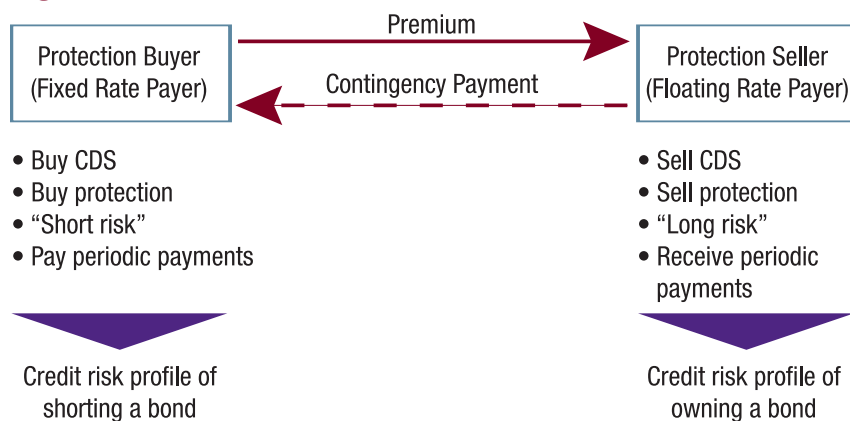 Premium
Protection Buyer
(Fixed Rate Payer)
Protection Seller
(Floating Rate Payer)
Contingency Payment
• Buy CDS
• Buy protection
• “Short risk”
• Pay periodic payments
• Sell CDS
• Sell protection
• “Long risk”
• Receive periodic
payments
Credit risk profile of
shorting a bond
Credit risk profile of
owning a bond